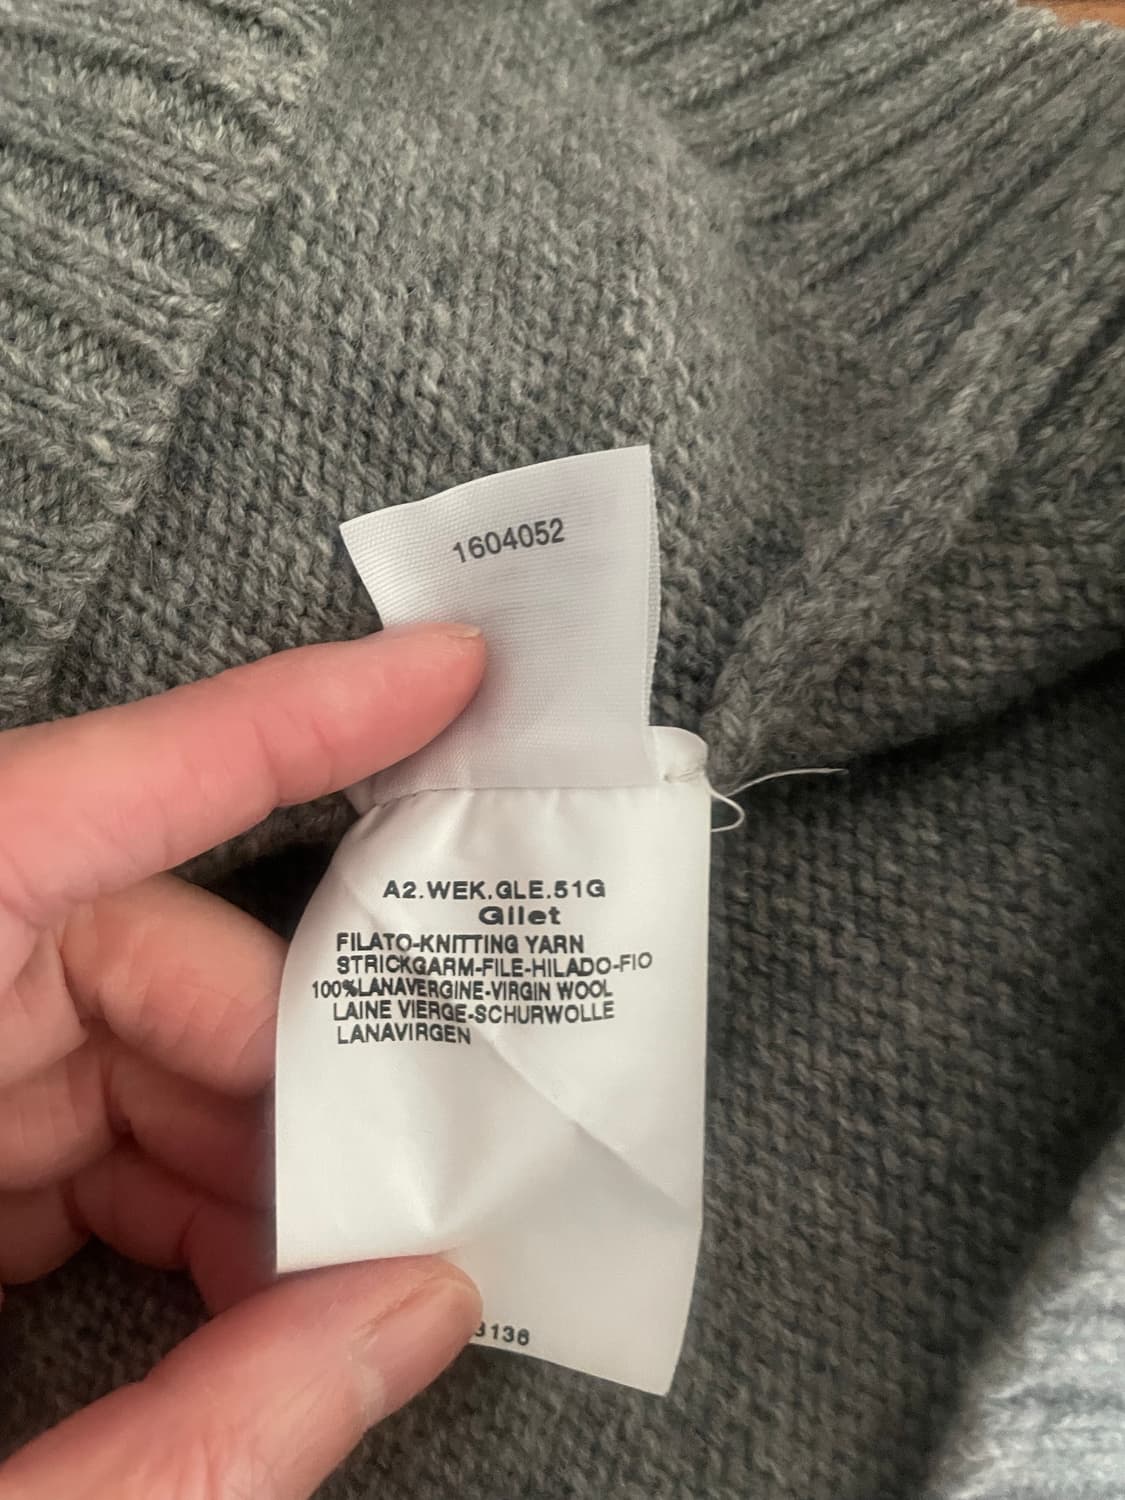 1604052
A2.WEK.GLE.51G
Gilet
FILATO-KNITTING YARN
STRICKGARM-FILE-HILADO-FIO
100%LANAVERGINE-VIRGIN WOOL
LAINE VIERGE-SCHURWOLLE
LANAVIRGEN
3136